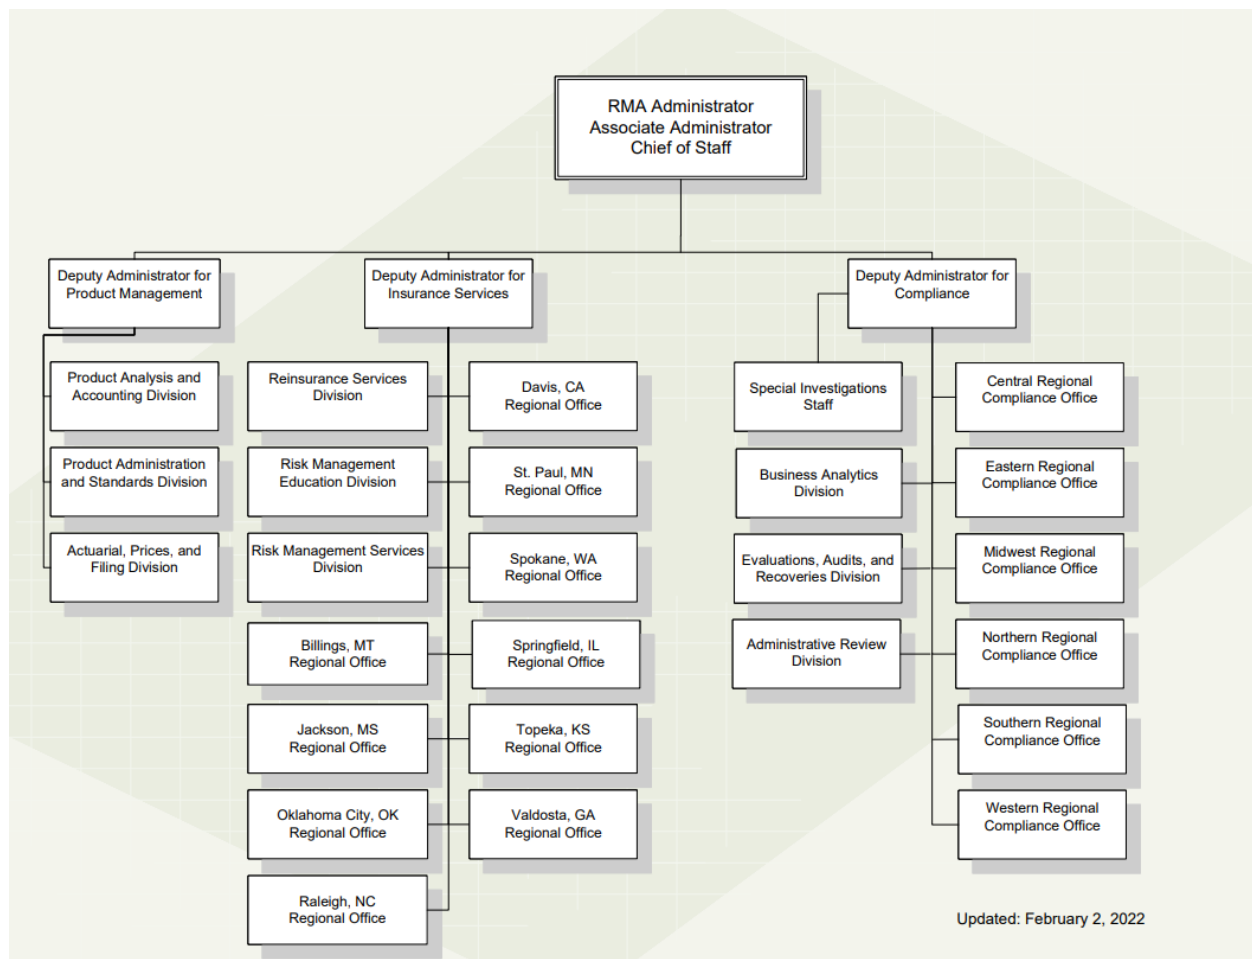 RMA Administrator
Associate Administrator
Chief of Staff
Deputy Administrator for
Product Management
Deputy Administrator for
Insurance Services
Deputy Administrator for
Compliance
Product Analysis and
Accounting Division
Product Administration
and Standards Division
Actuarial, Prices, and
Filing Division
Reinsurance Services
Division
Risk Management
Education Division
Risk Management Services
Division
Billings, MT
Regional Office
Jackson, MS
Regional Office
Oklahoma City, OK
Regional Office
Raleigh, NC
Regional Office
Davis, CA
Regional Office
St. Paul, MN
Regional Office
Spokane, WA
Regional Office
Springfield, IL
Regional Office
Topeka, KS
Regional Office
Valdosta, GA
Regional Office
Special Investigations
Staff
Business Analytics
Division
Evaluations, Audits, and
Recoveries Division
Administrative Review
Division
Central Regional
Compliance Office
Eastern Regional
Compliance Office
Midwest Regional
Compliance Office
Northern Regional
Compliance Office
Southern Regional
Compliance Office
Western Regional
Compliance Office
Updated: February 2, 2022